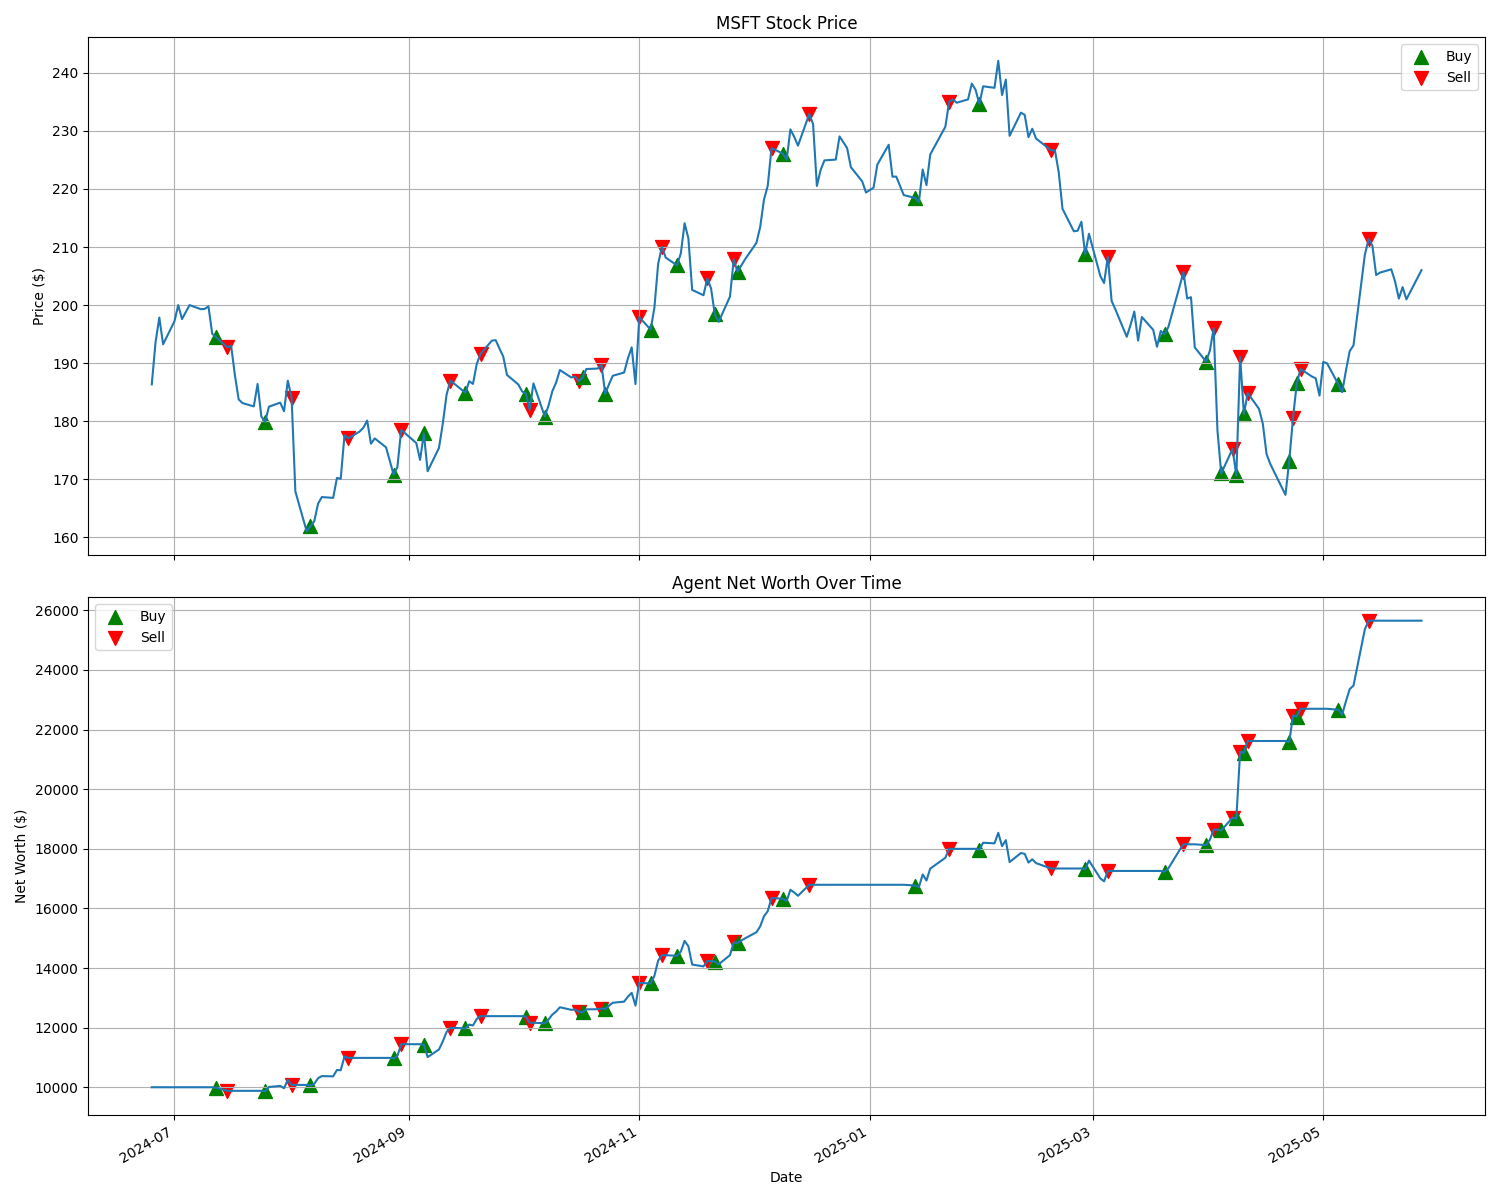 MSFT Stock Price
Buy
Sell
Price ($)
240
230
220
210
200
190
180
170
160
Agent Net Worth Over Time
Buy
Sell
Net Worth ($)
26000
24000
22000
20000
18000
16000
14000
12000
10000
2024-07
2024-09
2024-11
2025-01
2025-03
2025-05
Date